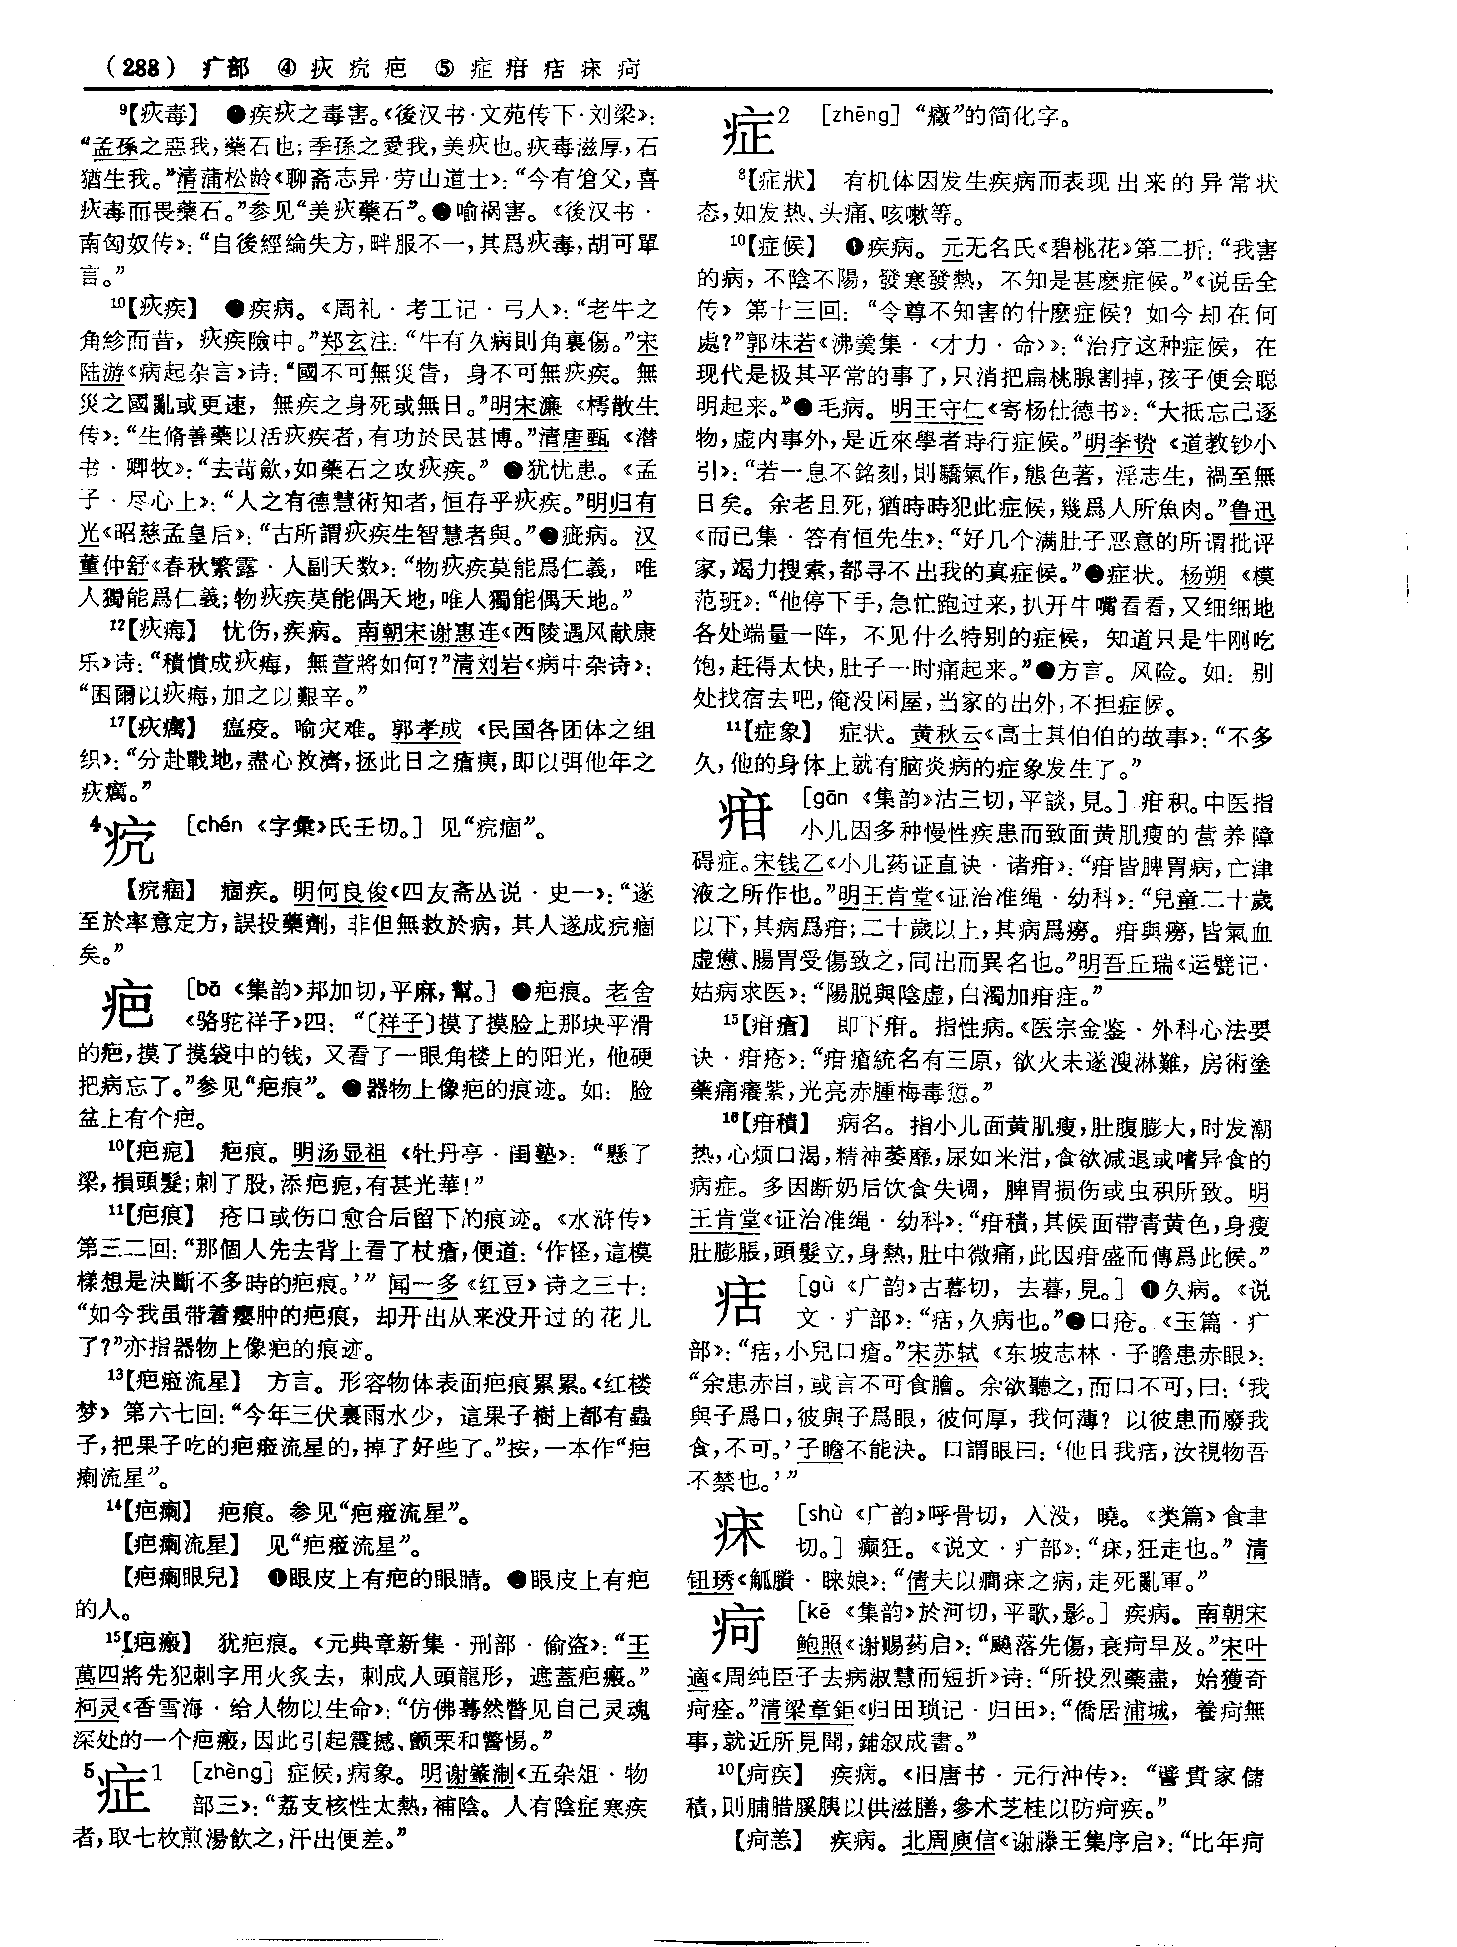 （288） 疒部 ④ 疢 疣 疤 ⑤ 症 疳 痁 疩 疴
⁹【疢毒】 ●疾疢之毒害。《後汉书·文苑传下·刘梁》：
“孟孫之惡我，藥石也；季孫之愛我，美疢也。疢毒滋厚，石
猶生我。”清蒲松龄《聊斋志异·劳山道士》：“今有傖父，喜
疢毒而畏藥石。”参见“美疢藥石”。●喻祸害。《後汉书·
南匈奴传》：“自後經綸失方，畔服不一，其爲疢毒，胡可單
言。”
¹⁰【疢疾】 ●疾病。《周礼·考工记·弓人》：“老牛之
角紾而昔，疢疾險中。”郑玄注：“牛有久病則角裏傷。”宋
陆游《病起杂言》诗：“國不可無災眚，身不可無疢疾。無
災之國亂或更速，無疾之身死或無日。”明宋濂《樗散生
传》：“生脩善藥以活疢疾者，有功於民甚博。”清唐甄《潜
书·卿牧》：“去苛歛，如藥石之攻疢疾。”●犹忧患。《孟
子·尽心上》：“人之有德慧術知者，恒存乎疢疾。”明归有
光《昭慈孟皇后》：“古所謂疢疾生智慧者與。”●疵病。汉
董仲舒《春秋繁露·人副天数》：“物疢疾莫能爲仁義，唯
人獨能爲仁義；物疢疾莫能偶天地，唯人獨能偶天地。”
¹²【疢痗】 忧伤，疾病。南朝宋谢惠连《西陵遇风献康
乐》诗：“積憤成疢痗，無萱將如何？”清刘岩《病中杂诗》：
“困爾以疢痗，加之以艱辛。”
¹⁷【疢癘】 瘟疫。喻灾难。郭孝成《民国各团体之组
织》：“分赴戰地，盡心救濟，拯此日之瘡痍，即以弭他年之
疢癘。”
⁴ [chén 《字彙》氏壬切。] 见
痼疾。明何良俊《四友斋丛说·史一》：“遂
至於率意定方，誤投藥劑，非但無救於病，其人遂成
矣。”
疤 [bā 《集韵》邦加切，平麻，幫。] ●疤痕。老舍
《骆驼祥子》四：“〔祥子〕摸了摸脸上那块平滑
的疤，摸了摸袋中的钱，又看了一眼角楼上的阳光，他硬
把病忘了。”参见“疤痕”。●器物上像疤的痕迹。如：脸
盆上有个疤。
¹⁰【疤痆】 疤痕。明汤显祖《牡丹亭·闺塾》：“懸了
梁，損頭髮；刺了股，添疤痆，有甚光華！”
¹¹【疤痕】 疮口或伤口愈合后留下的痕迹。《水浒传》
第三二回：“那個人先去背上看了杖瘡，便道：‘作怪，這模
樣想是決斷不多時的疤痕。’”闻一多《红豆》诗之三十：
“如今我虽带着瘿肿的疤痕，却开出从来没开过的花儿
了？”亦指器物上像疤的痕迹。
¹³【疤瘢流星】 方言。形容物体表面疤痕累累。《红楼
梦》第六七回：“今年三伏裏雨水少，這果子樹上都有蟲
子，把果子吃的疤瘢流星的，掉了好些了。”按，一本作“疤
瘌流星”。
¹⁴【疤瘌】 疤痕。参见“疤瘢流星”。
【疤瘌流星】 见“疤瘢流星”。
【疤瘌眼兒】 ❶眼皮上有疤的眼睛。●眼皮上有疤
的人。
¹⁵【疤瘢】 犹疤痕。《元典章新集·刑部·偷盗》：“王
萬四將先犯刺字用火炙去，刺成人頭龍形，遮蓋疤瘢。”
柯灵《香雪海·给人物以生命》：“仿佛蓦然瞥见自己灵魂
深处的一个疤瘢，因此引起震撼、颤栗和警惕。”
⁵症1 [zhèng] 症候，病象。明谢肇淛《五杂俎·物
部三》：“荔支核性太熱，補陰。人有陰症寒疾
者，取七枚煎湯飲之，汗出便差。”
症2 [zhēng] “癥”的简化字。
⁸【症狀】 有机体因发生疾病而表现出来的异常状
态，如发热、头痛、咳嗽等。
¹⁰【症候】 ❶疾病。元无名氏《碧桃花》第二折：“我害
的病，不陰不陽，發寒發熱，不知是甚麽症候。”《说岳全
传》第十三回：“令尊不知害的什麽症候？如今却在何
處？”郭沫若《沸羹集·〈才力·命〉》：“治疗这种症候，在
现代是极其平常的事了，只消把扁桃腺割掉，孩子便会聪
明起来。”●毛病。明王守仁《寄杨仕德书》：“大抵忘己逐
物，虚内事外，是近來學者時行症候。”明李贽《道教钞小
引》：“若一息不銘刻，則驕氣作，態色著，淫志生，禍至無
日矣。余老且死，猶時時犯此症候，幾爲人所魚肉。”鲁迅
《而已集·答有恒先生》：“好几个满肚子恶意的所谓批评
家，竭力搜索，都寻不出我的真症候。”●症状。杨朔《模
范班》：“他停下手，急忙跑过来，扒开牛嘴看看，又细细地
各处端量一阵，不见什么特别的症候，知道只是牛刚吃
饱，赶得太快，肚子一时痛起来。”●方言。风险。如：别
处找宿去吧，俺没闲屋，当家的出外，不担症候。
¹¹【症象】 症状。黄秋云《高士其伯伯的故事》：“不多
久，他的身体上就有脑炎病的症象发生了。”
疳 [gān 《集韵》沽三切，平談，見。] 疳积。中医指
小儿因多种慢性疾患而致面黄肌瘦的营养障
碍症。宋钱乙《小儿药证直诀·诸疳》：“疳皆脾胃病，亡津
液之所作也。”明王肯堂《证治准绳·幼科》：“兒童二十歲
以下，其病爲疳；二十歲以上，其病爲癆。疳與癆，皆氣血
虚憊、腸胃受傷致之，同出而異名也。”明吾丘瑞《运甓记·
姑病求医》：“陽脱與陰虚，白濁加疳疰。”
¹⁵【疳瘡】 即下疳。指性病。《医宗金鉴·外科心法要
诀·疳疮》：“疳瘡統名有三原，欲火未遂溲淋難，房術塗
藥痛癢紫，光亮赤腫梅毒愆。”
¹⁶【疳積】 病名。指小儿面黄肌瘦，肚腹膨大，时发潮
热，心烦口渴，精神萎靡，尿如米泔，食欲减退或嗜异食的
病症。多因断奶后饮食失调，脾胃损伤或虫积所致。明
王肯堂《证治准绳·幼科》：“疳積，其候面帶青黄色，身瘦
肚膨脹，頭髮立，身熱，肚中微痛，此因疳盛而傳爲此候。”
痁 [gù 《广韵》古暮切，去暮，見。] ❶久病。《说
文·疒部》：“痁，久病也。”●口疮。《玉篇·疒
部》：“痁，小兒口瘡。”宋苏轼《东坡志林·子瞻患赤眼》：
“余患赤目，或言不可食膾。余欲聽之，而口不可，曰：‘我
與子爲口，彼與子爲眼，彼何厚，我何薄？以彼患而廢我
食，不可。’子瞻不能決。口謂眼曰：‘他日我痁，汝視物吾
不禁也。’”
[shù 《广韵》呼骨切，入没，曉。《类篇》食聿
切。] 癫狂。《说文·疒部》：“ ，狂走也。”清
钮琇《觚賸·睐娘》：“倩夫以癎 之病，走死亂軍。”
疴 [kē 《集韵》於河切，平歌，影。] 疾病。南朝宋
鲍照《谢赐药启》：“飈落先傷，衰疴早及。”宋叶
適《周纯臣子去病淑慧而短折》诗：“所投烈藥盡，始獲奇
疴痊。”清梁章鉅《归田琐记·归田》：“僑居浦城，養疴無
事，就近所見聞，鋪叙成書。”
¹⁰【疴疾】 疾病。《旧唐书·元行沖传》：“譬貰家儲
積，則脯腊膎胰以供滋膳，參术芝桂以防疴疾。”
【疴恙】 疾病。北周庾信《谢滕王集序启》：“比年疴